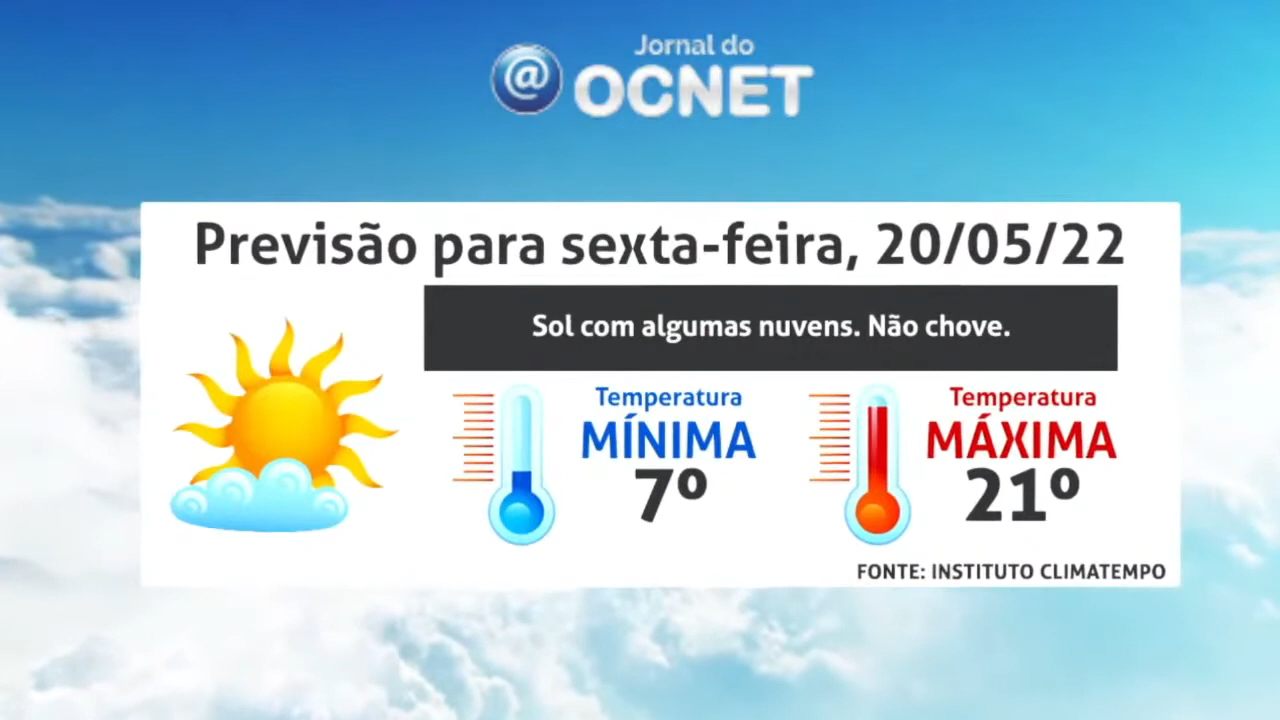 Jornal do
@ OCNET
Previsão para sexta-feira, 20/05/22
Sol com algumas nuvens. Não chove.
Temperatura
MÍNIMA
7º
Temperatura
MÁXIMA
21º
FONTE: INSTITUTO CLIMATEMPO